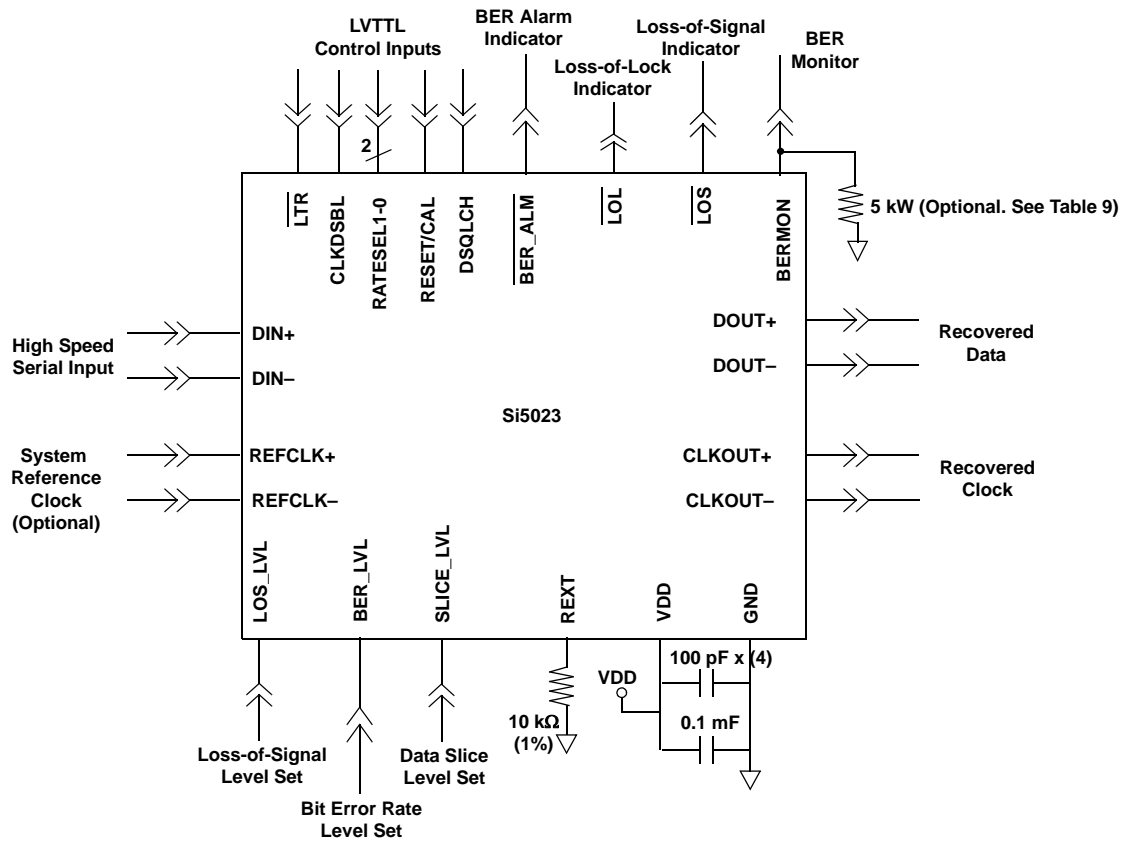 LVTTL
Control Inputs
BER Alarm
Indicator
Loss-of-Lock
Indicator
Loss-of-Signal
Indicator
BER
Monitor
2
LTR
CLKDSBL
RATESEL1-0
RESET/CAL
DSQLCH
BER_ALM
LOL
LOS
BERMON
5 kW (Optional. See Table 9)
High Speed
Serial Input
DIN+
DIN–
DOUT+
DOUT–
Recovered
Data
Si5023
System
Reference
Clock
(Optional)
REFCLK+
REFCLK–
CLKOUT+
CLKOUT–
Recovered
Clock
LOS_LVL
BER_LVL
SLICE_LVL
REXT
VDD
GND
100 pF x (4)
VDD
0.1 mF
10 kΩ
(1%)
Loss-of-Signal
Level Set
Data Slice
Level Set
Bit Error Rate
Level Set